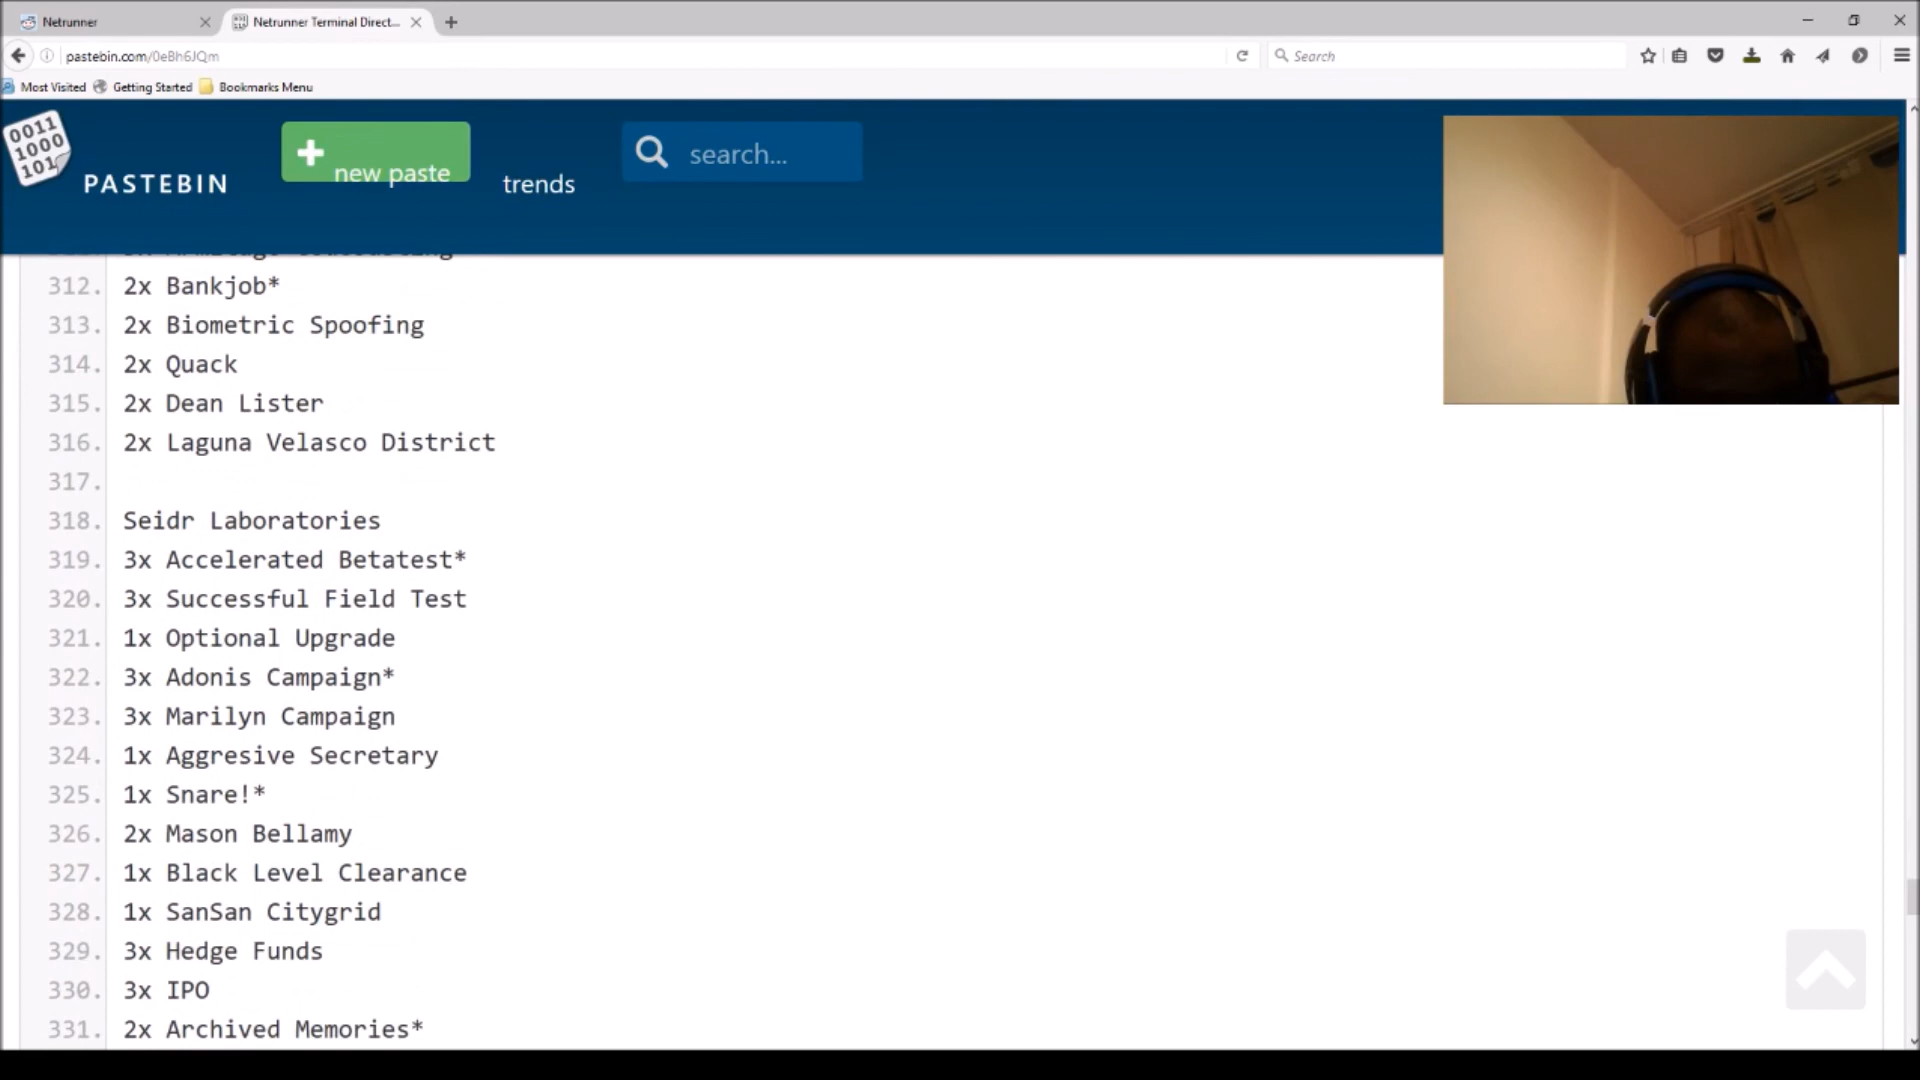 Netrunner
Netrunner Terminal Direct...
pastebin.com/0eBh6JQm
Search
Most Visited
Getting Started
Bookmarks Menu
0011
1000
101
PASTEBIN
new paste
trends
search...
312. 2x Bankjob*
313. 2x Biometric Spoofing
314. 2x Quack
315. 2x Dean Lister
316. 2x Laguna Velasco District
317.
318. Seidr Laboratories
319. 3x Accelerated Betatest*
320. 3x Successful Field Test
321. 1x Optional Upgrade
322. 3x Adonis Campaign*
323. 3x Marilyn Campaign
324. 1x Aggresive Secretary
325. 1x Snare!*
326. 2x Mason Bellamy
327. 1x Black Level Clearance
328. 1x SanSan Citygrid
329. 3x Hedge Funds
330. 3x IPO
331. 2x Archived Memories*